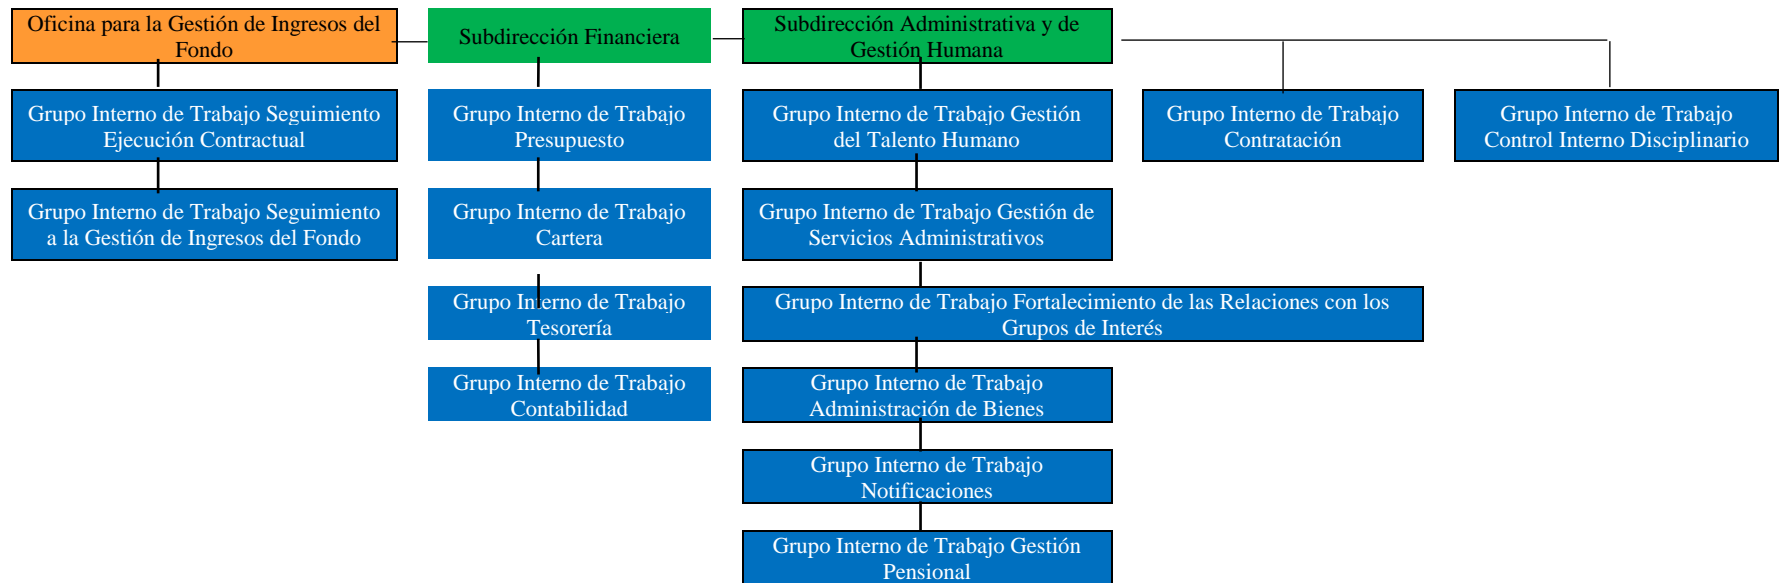 Oficina para la Gestión de Ingresos del
Fondo
Subdirección Financiera
Subdirección Administrativa y de
Gestión Humana
Grupo Interno de Trabajo Seguimiento
Ejecución Contractual
Grupo Interno de Trabajo
Presupuesto
Grupo Interno de Trabajo Gestión
del Talento Humano
Grupo Interno de Trabajo
Contratación
Grupo Interno de Trabajo
Control Interno Disciplinario
Grupo Interno de Trabajo Seguimiento
a la Gestión de Ingresos del Fondo
Grupo Interno de Trabajo
Cartera
Grupo Interno de Trabajo Gestión de
Servicios Administrativos
Grupo Interno de Trabajo
Tesorería
Grupo Interno de Trabajo Fortalecimiento de las Relaciones con los
Grupos de Interés
Grupo Interno de Trabajo
Contabilidad
Grupo Interno de Trabajo
Administración de Bienes
Grupo Interno de Trabajo
Notificaciones
Grupo Interno de Trabajo Gestión
Pensional